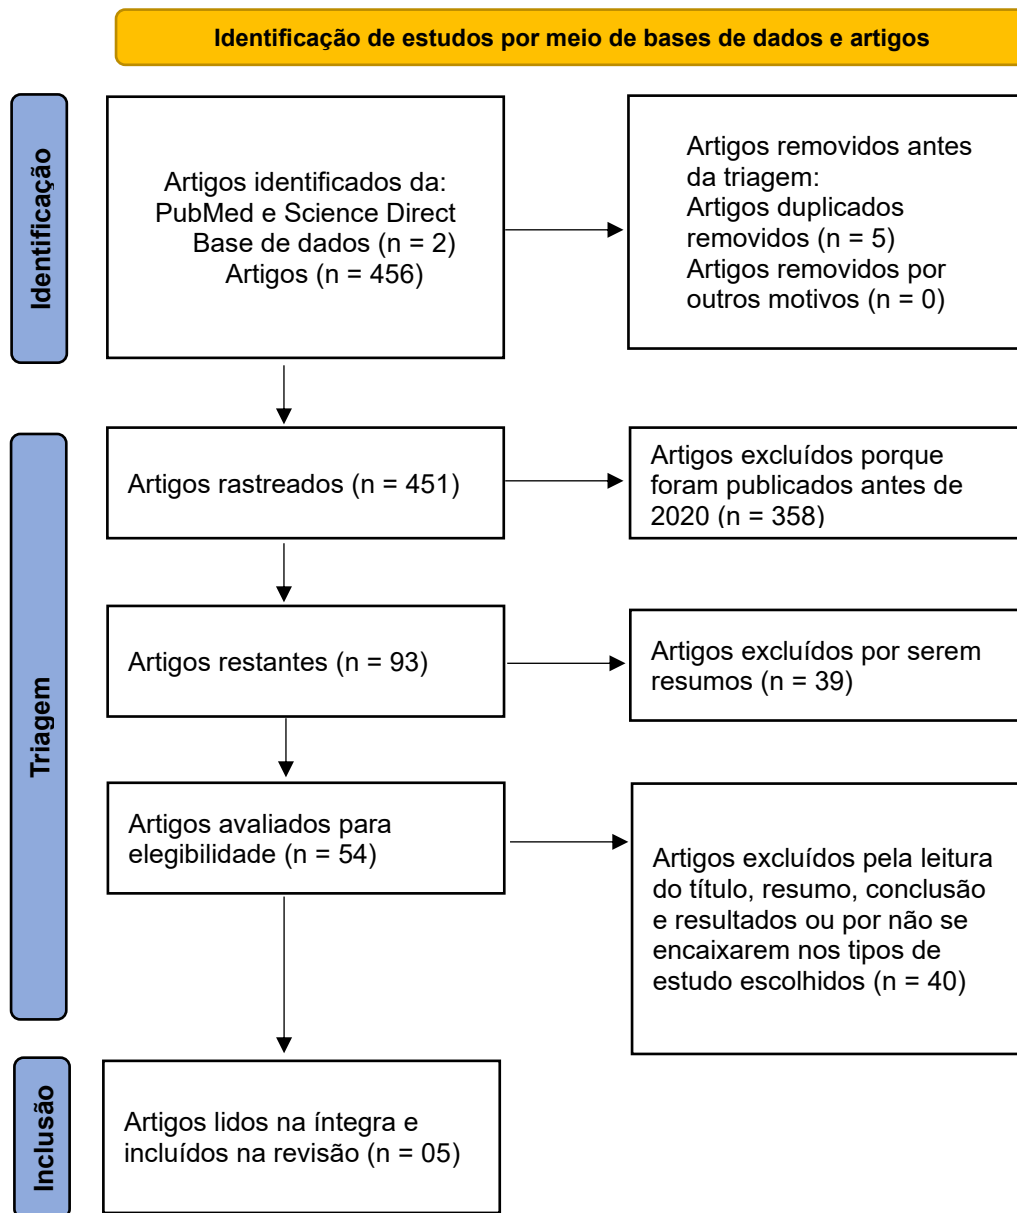 Identificação de estudos por meio de bases de dados e artigos
Identificação
Artigos identificados da:
PubMed e Science Direct
Base de dados (n = 2)
Artigos (n = 456)
Artigos removidos antes
da triagem:
Artigos duplicados
removidos (n = 5)
Artigos removidos por
outros motivos (n = 0)
Triagem
Artigos rastreados (n = 451)
Artigos excluídos porque
foram publicados antes de
2020 (n = 358)
Artigos restantes (n = 93)
Artigos excluídos por serem
resumos (n = 39)
Artigos avaliados para
elegibilidade (n = 54)
Artigos excluídos pela leitura
do título, resumo, conclusão
e resultados ou por não se
encaixarem nos tipos de
estudo escolhidos (n = 40)
Inclusão
Artigos lidos na íntegra e
incluídos na revisão (n = 05)